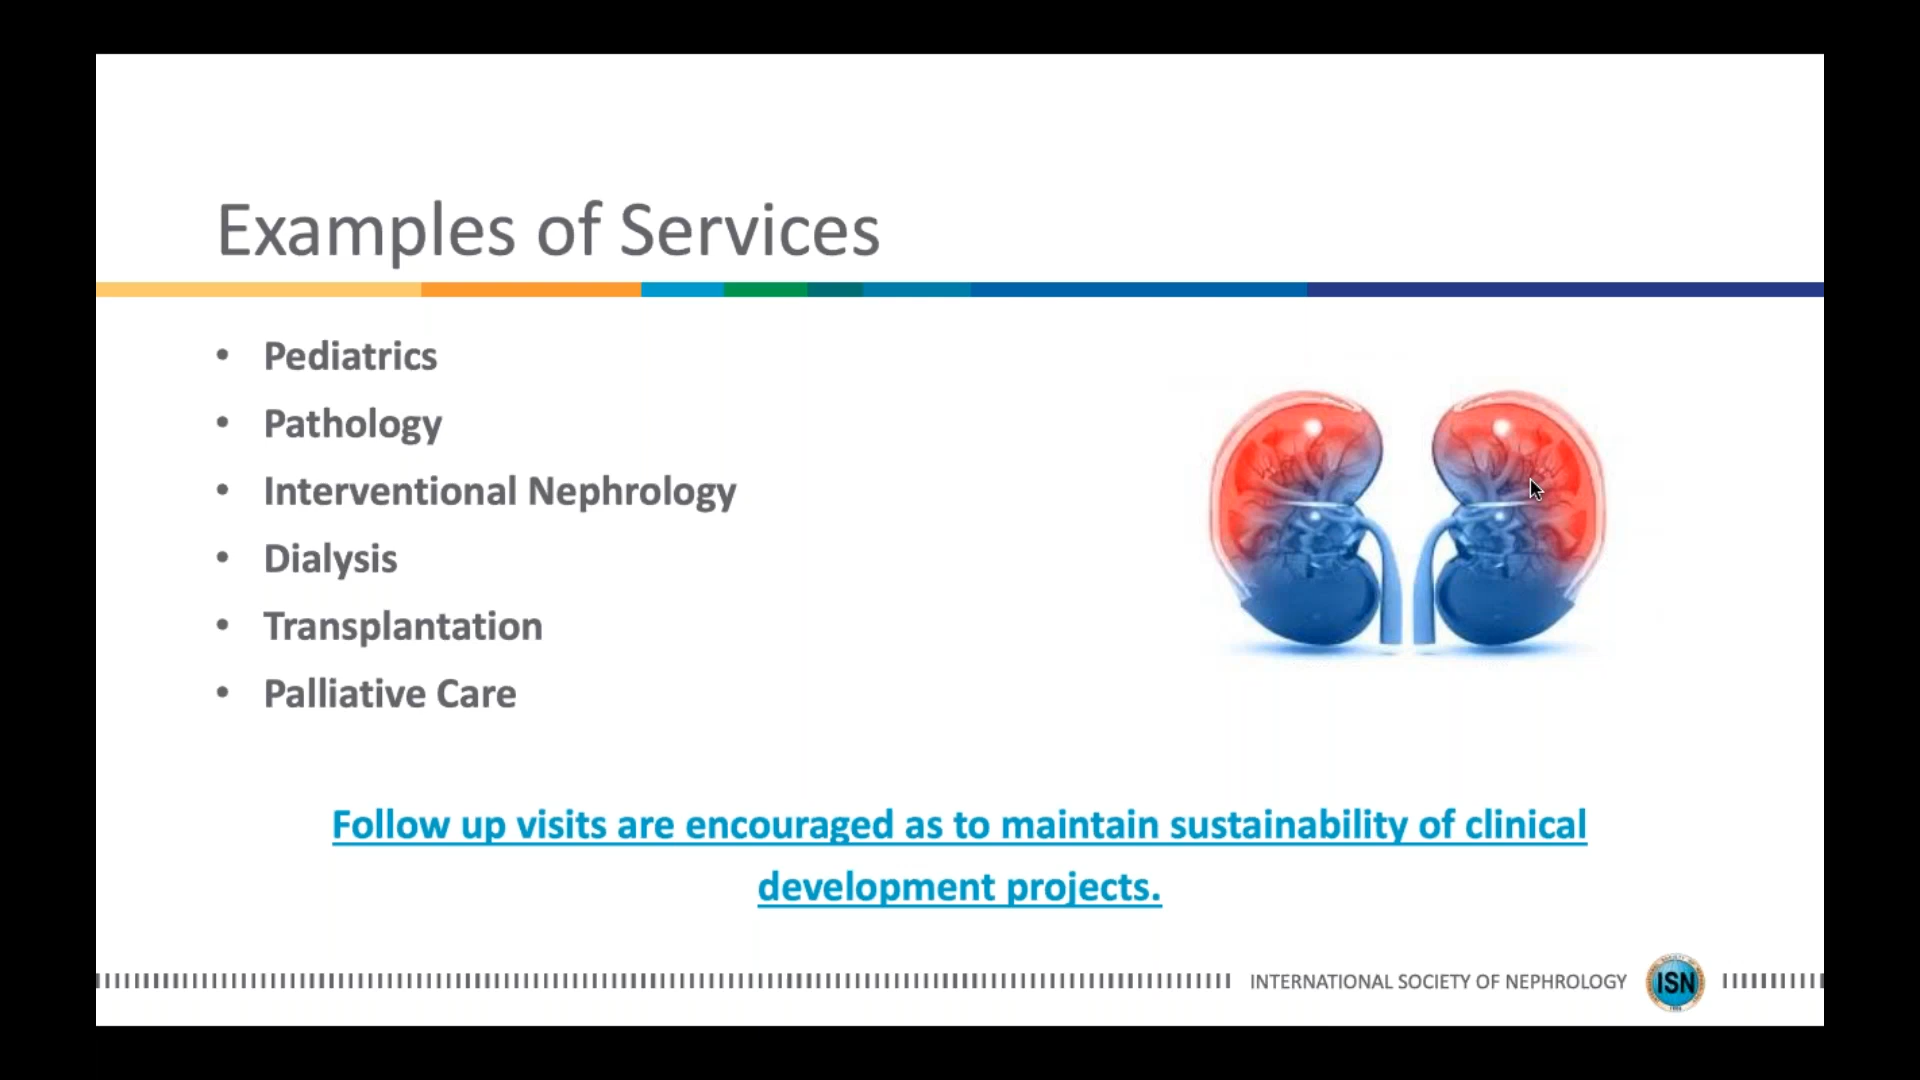 Examples of Services
• Pediatrics
• Pathology
• Interventional Nephrology
• Dialysis
• Transplantation
• Palliative Care
Follow up visits are encouraged as to maintain sustainability of clinical
development projects.
INTERNATIONAL SOCIETY OF NEPHROLOGY
ISN